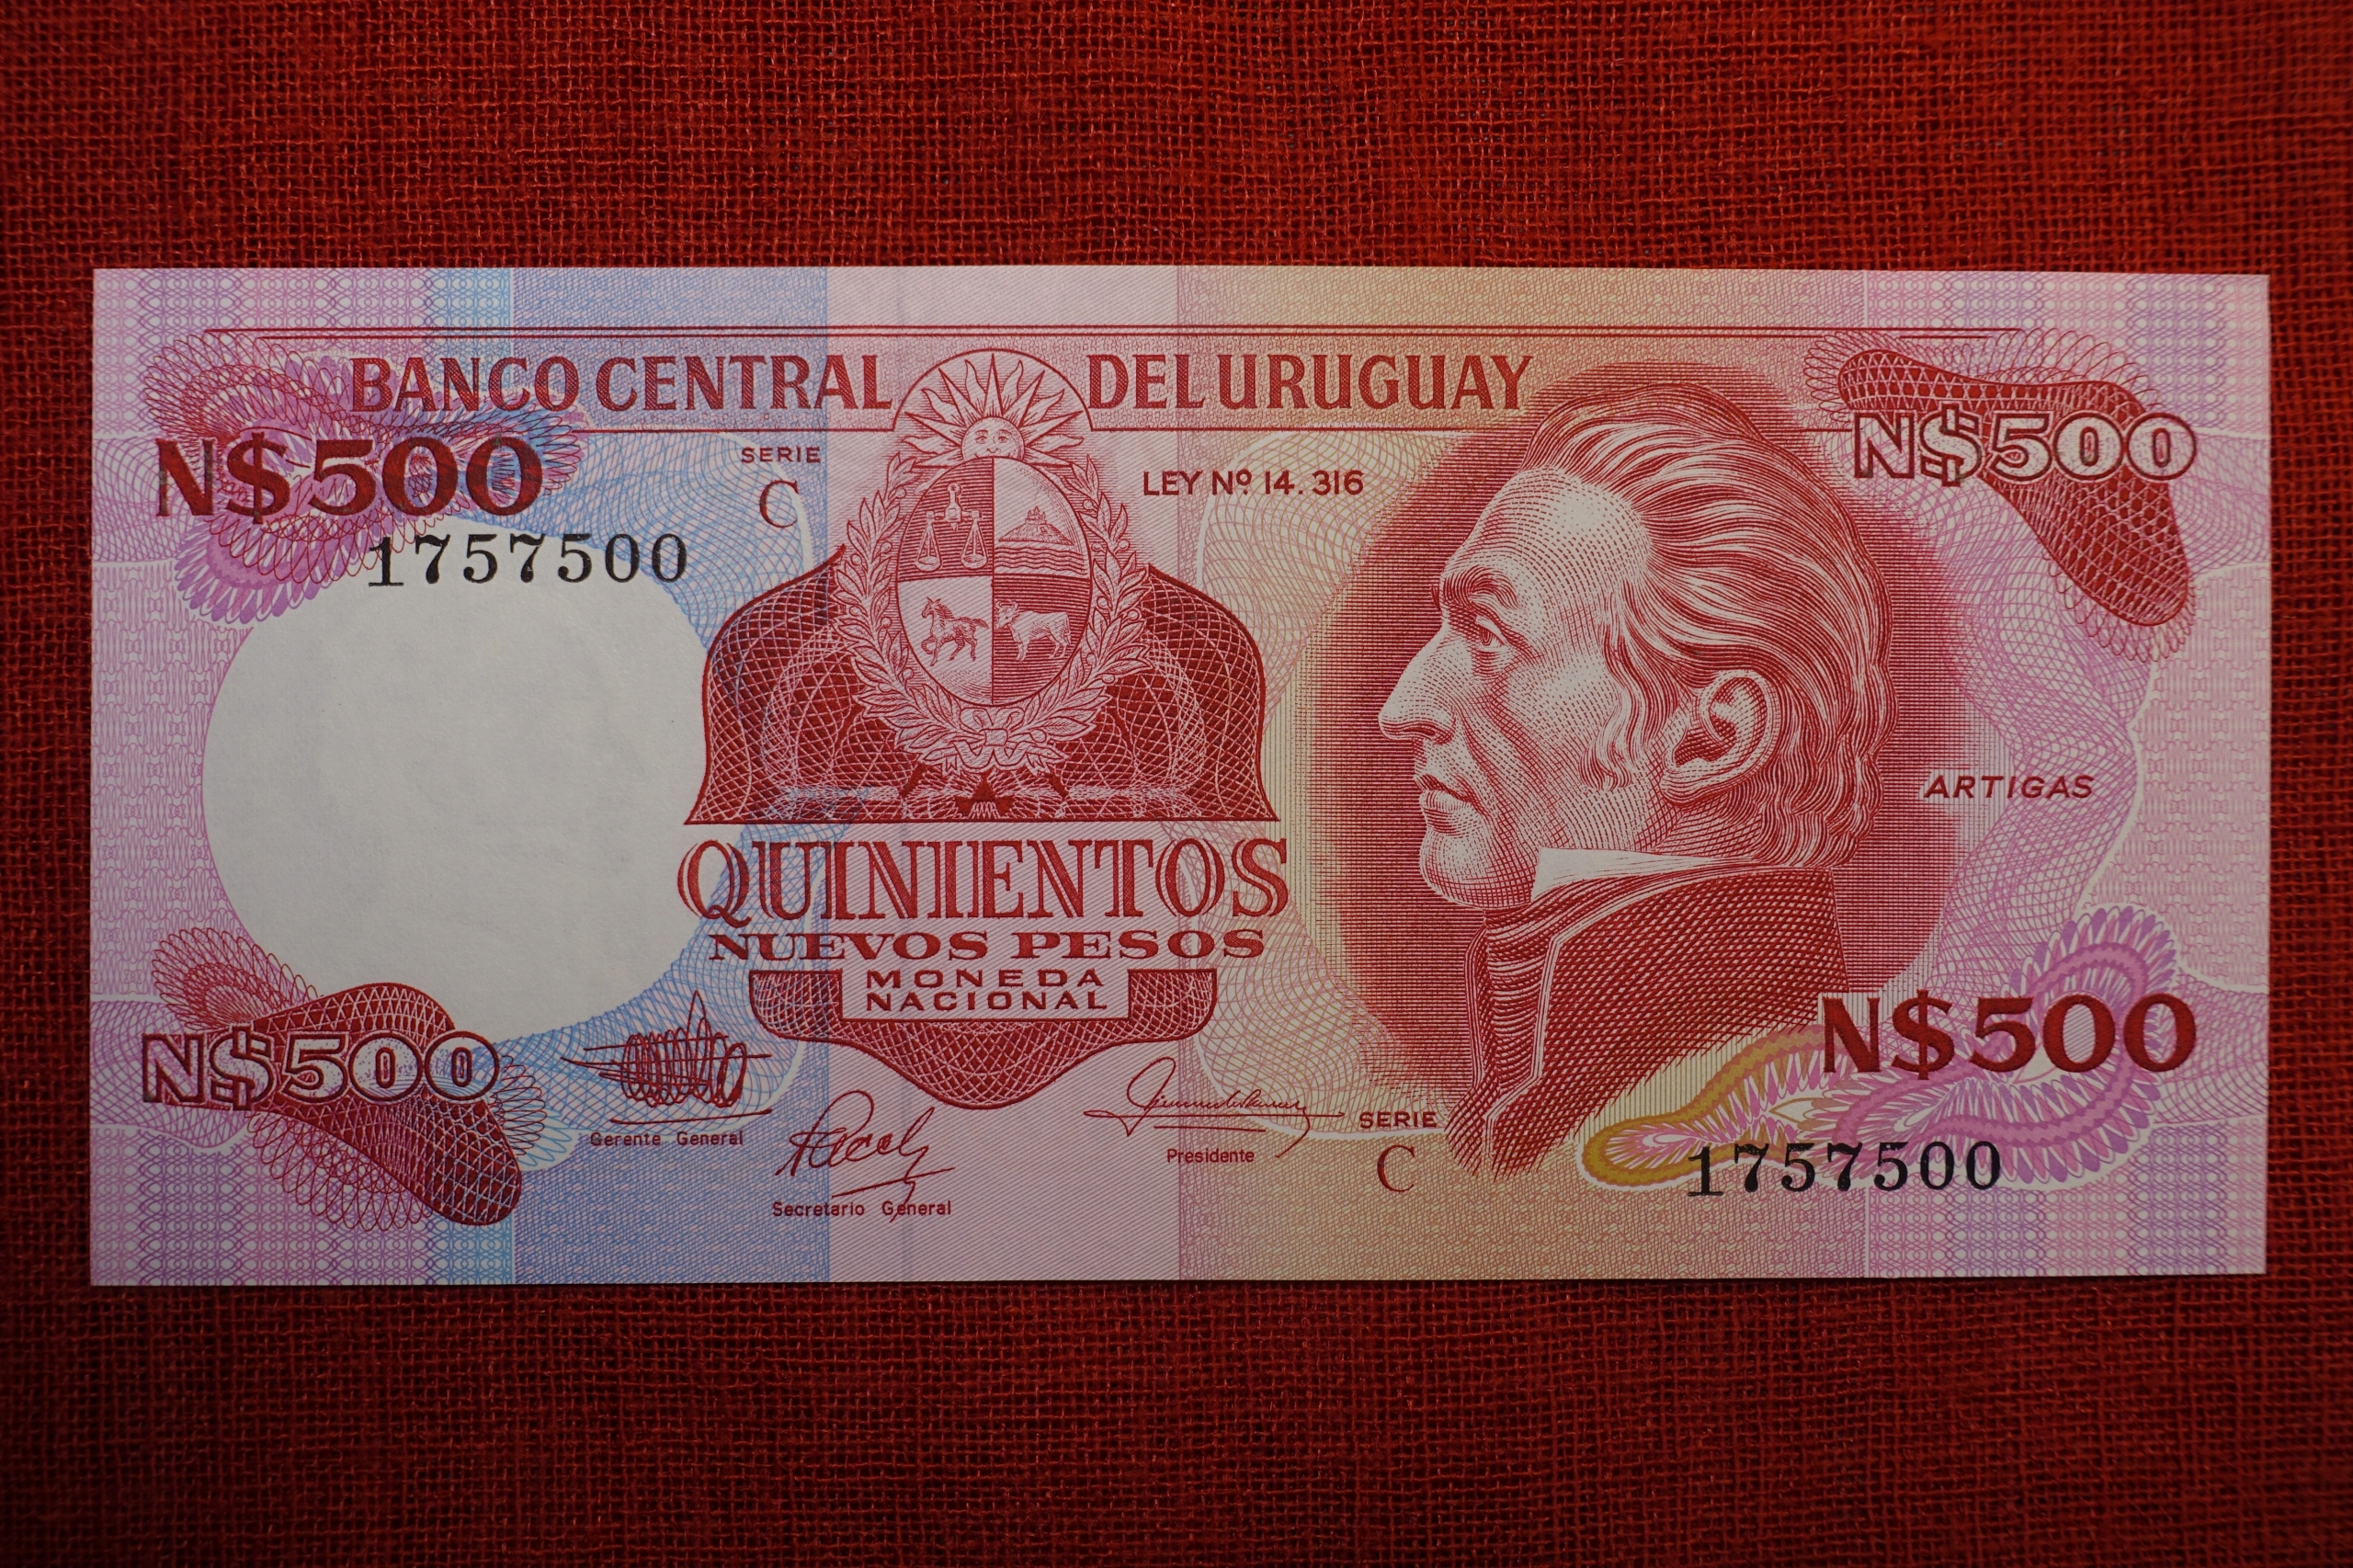 BANCO CENTRAL DEL URUGUAY
N$500
N$500
SERIE
C
LEY Nº 14.316
1757500
ARTIGAS
QUINIENTOS
NUEVOS PESOS
MONEDA
NACIONAL
N$500
N$500
Gerente General
Secretario General
Presidente
SERIE
C
1757500